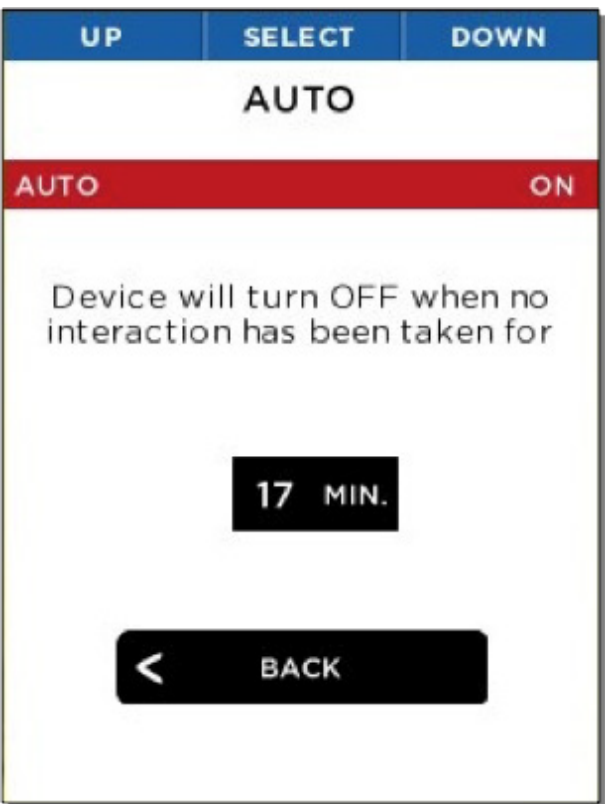 UP SELECT DOWN
AUTO
AUTO ON
Device will turn OFF when no
interaction has been taken for
17 MIN.
< BACK